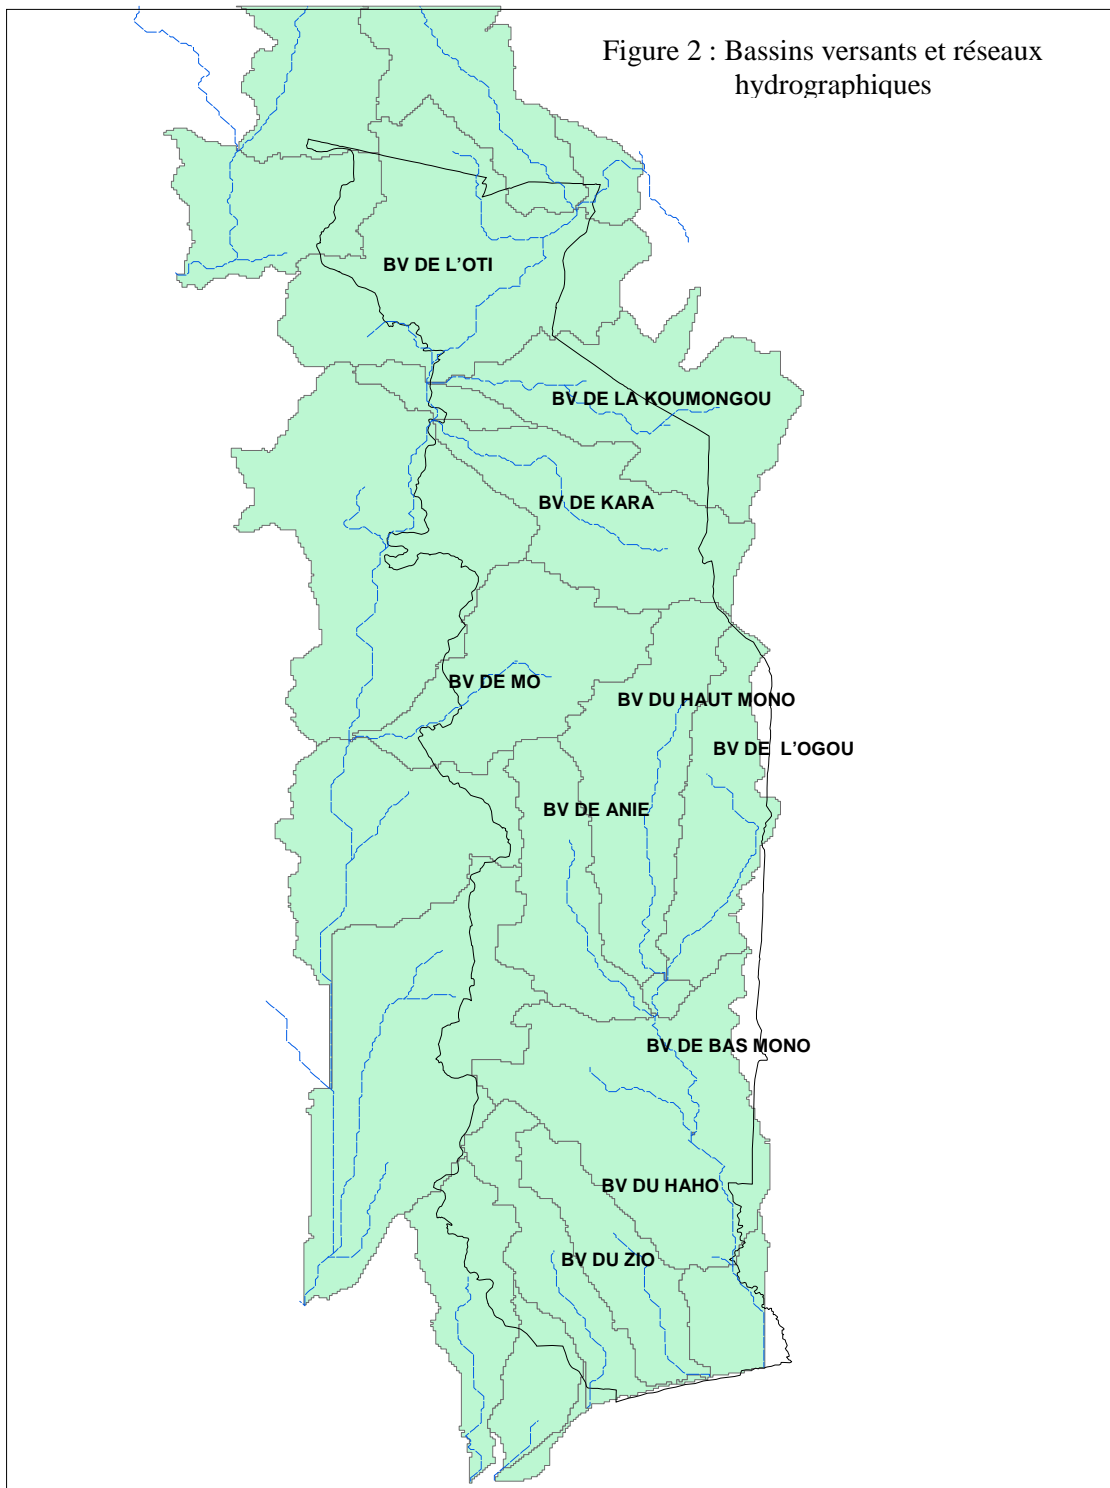 Figure 2 : Bassins versants et réseaux
hydrographiques
BV DE L'OTI
BV DE LA KOUMONGOU
BV DE KARA
BV DE MO
BV DU HAUT MONO
BV DE L'OGOU
BV DE ANIE
BV DE BAS MONO
BV DU HAHO
BV DU ZIO